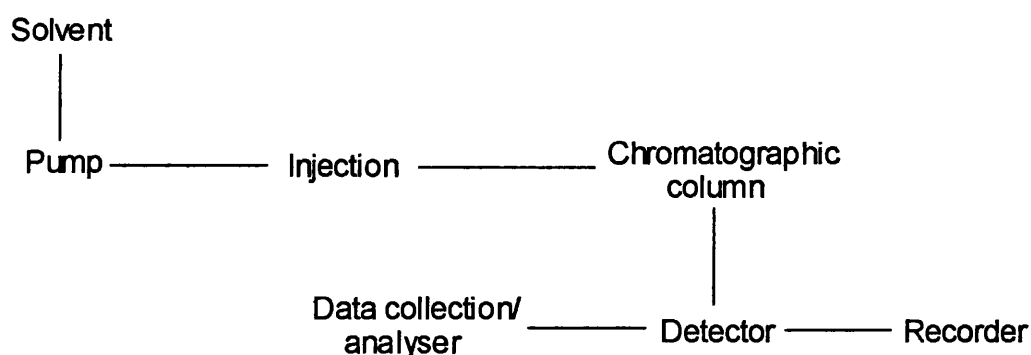 Solvent
Pump
Injection
Chromatographic
column
Data collection/
analyser
Detector
Recorder